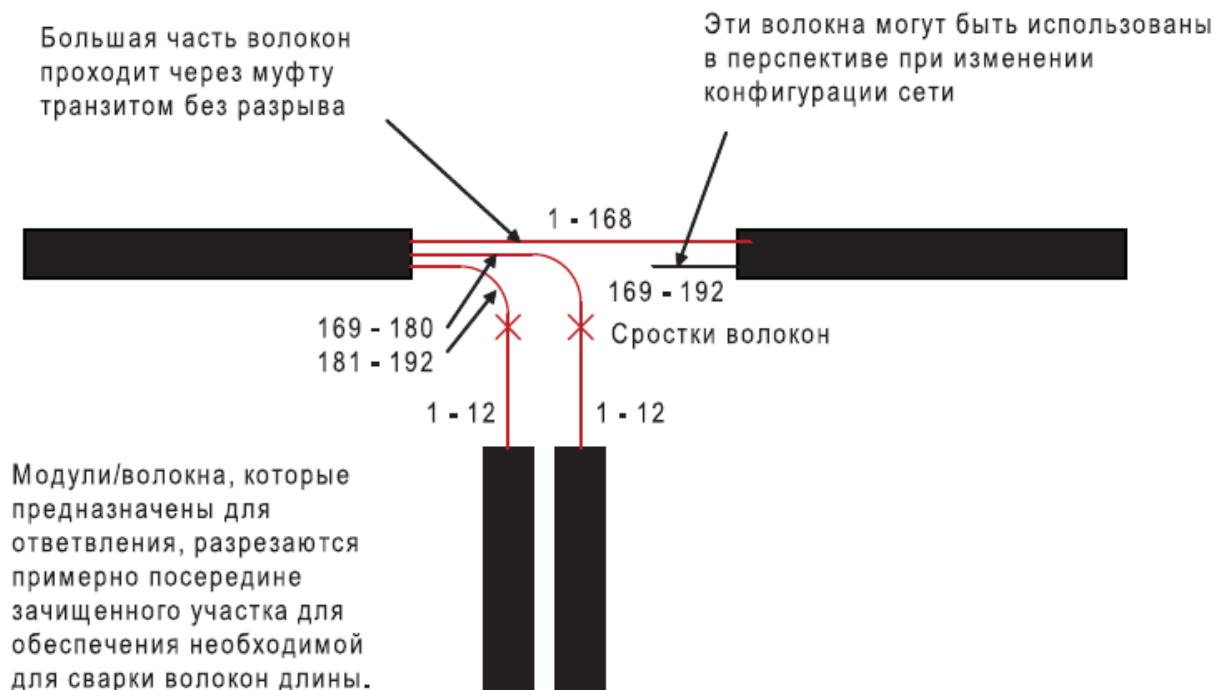 Большая часть волокон
проходит через муфту
транзитом без разрыва
Эти волокна могут быть использованы
в перспективе при изменении
конфигурации сети
1 - 168
169 - 192
169 - 180
181 - 192
Сростки волокон
1 - 12
1 - 12
Модули/волокна, которые
предназначены для
ответвления, разрезаются
примерно посередине
зачищенного участка для
обеспечения необходимой
для сварки волокон длины.